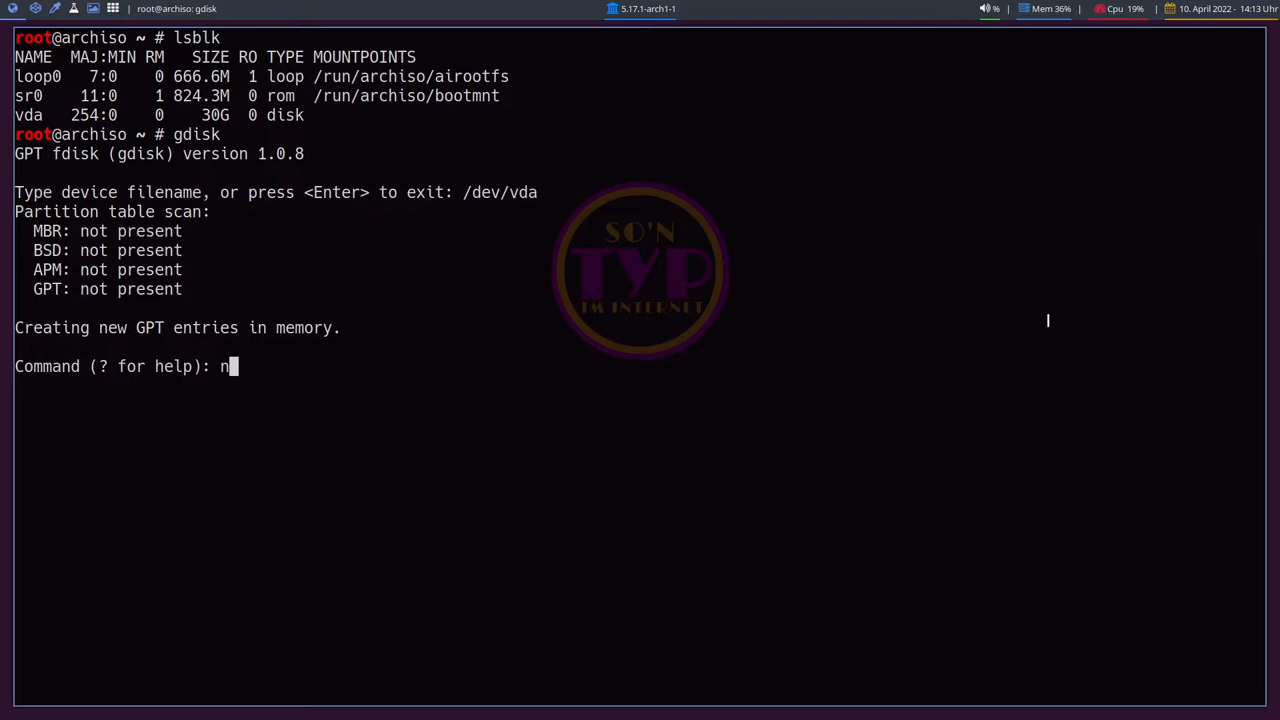 root@archiso: gdisk
5.17.1-arch1-1
%
Mem 36%
Cpu 19%
10. April 2022 - 14:13 Uhr
root@archiso ~ # lsblk
NAME MAJ:MIN RM SIZE RO TYPE MOUNTPOINTS
loop0 7:0 0 666.6M 1 loop /run/archiso/airootfs
sr0 11:0 1 824.3M 0 rom /run/archiso/bootmnt
vda 254:0 0 30G 0 disk
root@archiso ~ # gdisk
GPT fdisk (gdisk) version 1.0.8
Type device filename, or press <Enter> to exit: /dev/vda
Partition table scan:
MBR: not present
BSD: not present
APM: not present
GPT: not present
Creating new GPT entries in memory.
Command (? for help): n
SO'N
TYP
IM INTERNET